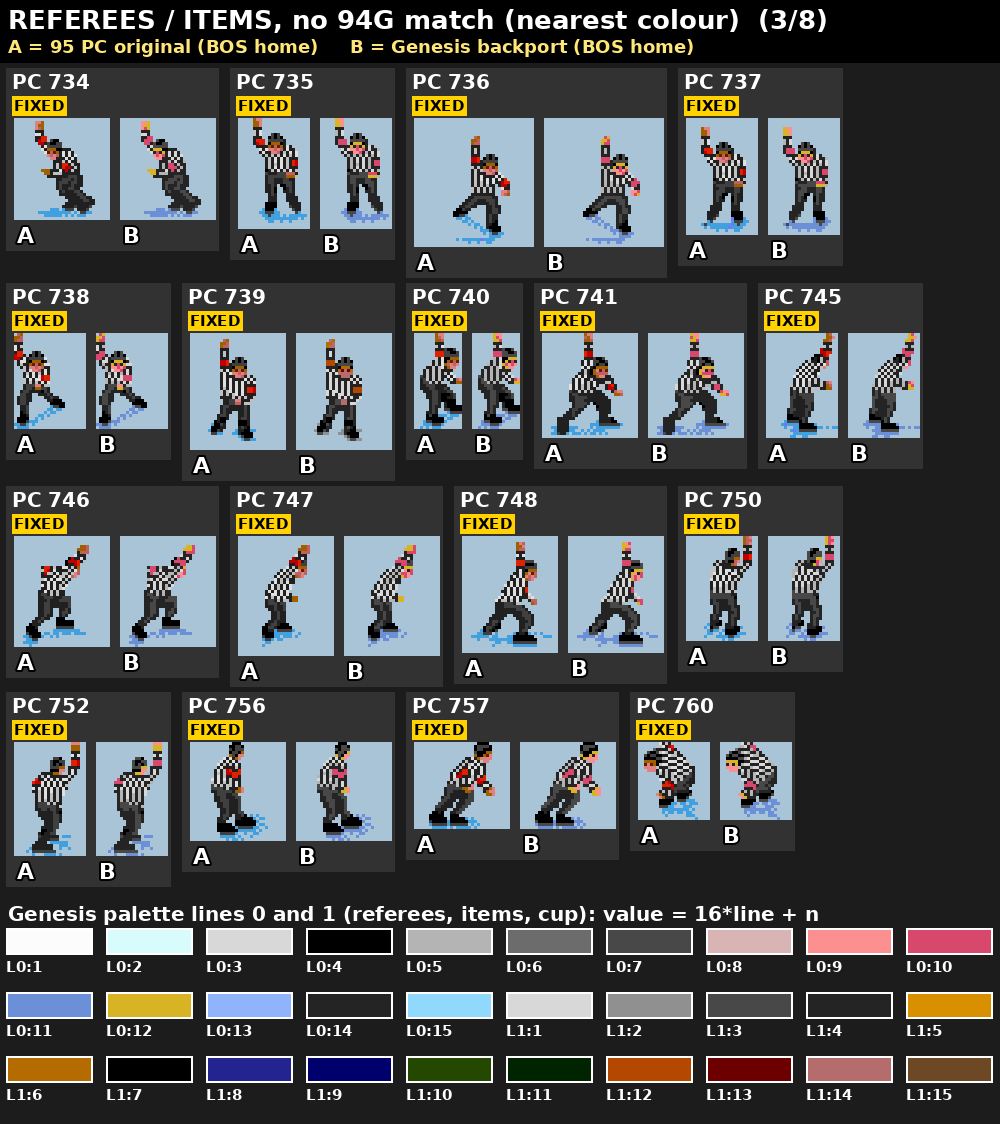 REFEREES / ITEMS, no 94G match (nearest colour)  (3/8)
A = 95 PC original (BOS home)     B = Genesis backport (BOS home)
PC 734 PC 735 PC 736 PC 737
FIXED FIXED FIXED FIXED
A B A B A B A B
PC 738 PC 739 PC 740 PC 741 PC 745
FIXED FIXED FIXED FIXED FIXED
A B A B A B A B A B
PC 746 PC 747 PC 748 PC 750
FIXED FIXED FIXED FIXED
A B A B A B A B
PC 752 PC 756 PC 757 PC 760
FIXED FIXED FIXED FIXED
A B A B A B A B
Genesis palette lines 0 and 1 (referees, items, cup): value = 16*line + n
L0:1 L0:2 L0:3 L0:4 L0:5 L0:6 L0:7 L0:8 L0:9 L0:10
L0:11 L0:12 L0:13 L0:14 L0:15 L1:1 L1:2 L1:3 L1:4 L1:5
L1:6 L1:7 L1:8 L1:9 L1:10 L1:11 L1:12 L1:13 L1:14 L1:15